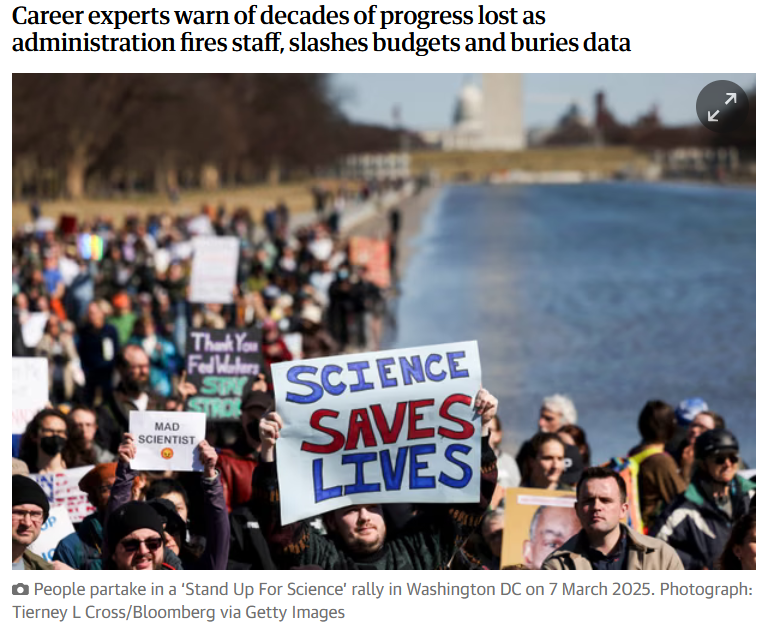 Career experts warn of decades of progress lost as
administration fires staff, slashes budgets and buries data
Thank You
Fed Workers
STAY
SCIENCE
SAVES
LIVES
MAD
SCIENTIST
People partake in a ‘Stand Up For Science’ rally in Washington DC on 7 March 2025. Photograph:
Tierney L Cross/Bloomberg via Getty Images